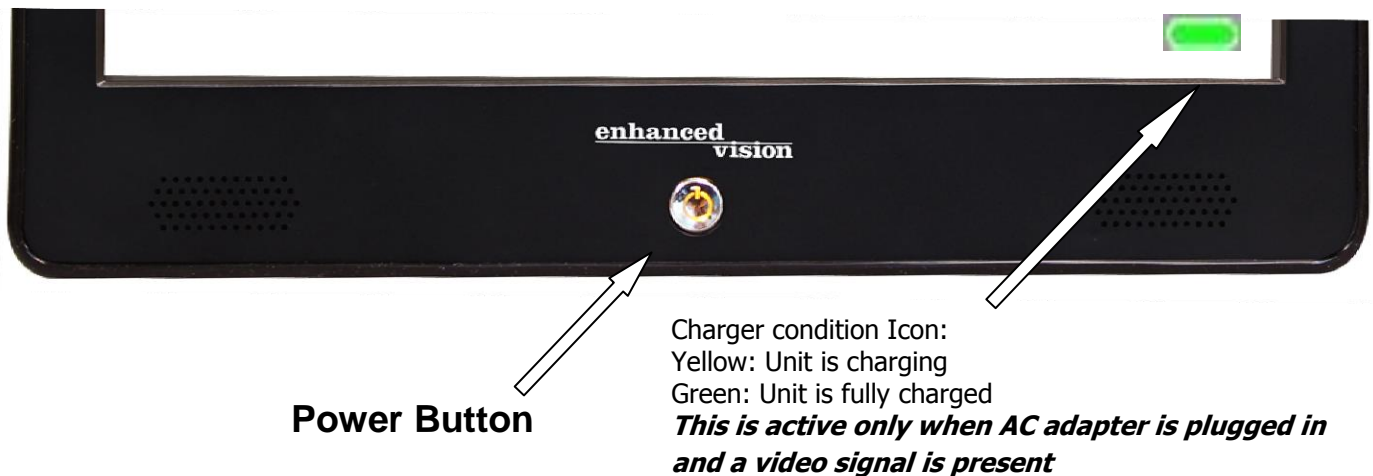 enhanced
vision
Charger condition Icon:
Yellow: Unit is charging
Green: Unit is fully charged
Power Button
This is active only when AC adapter is plugged in
and a video signal is present